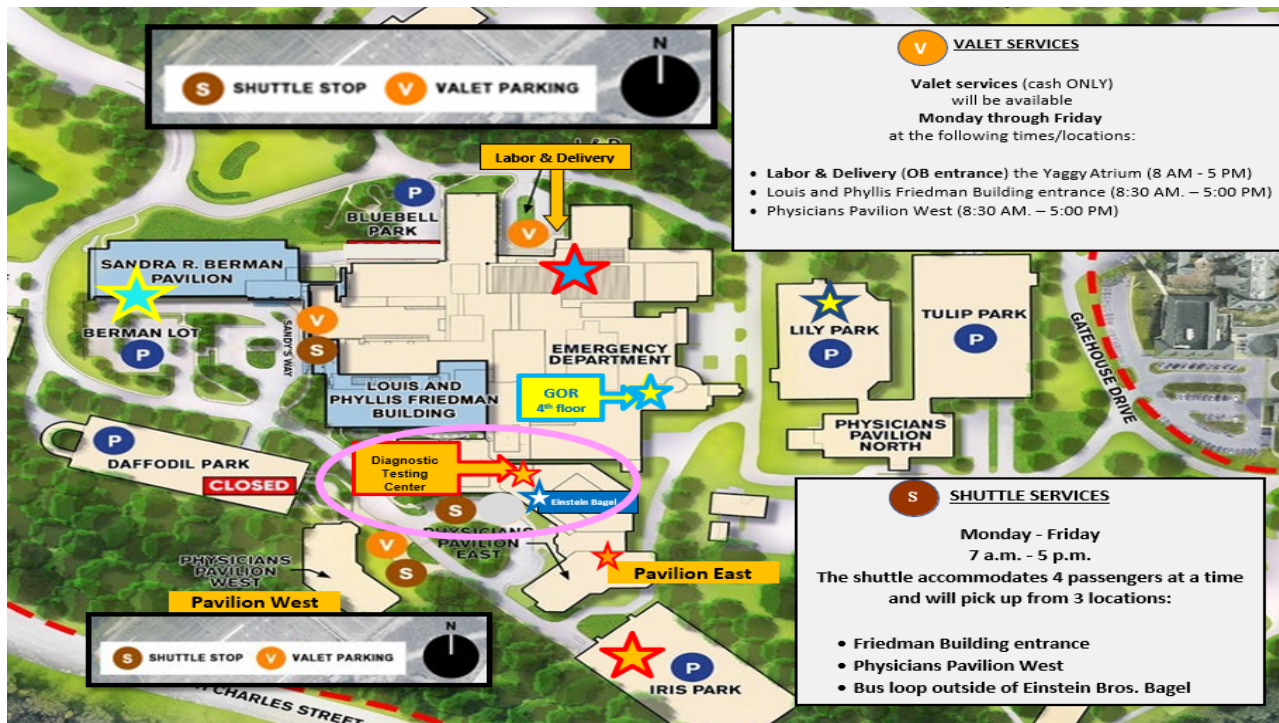 N
S SHUTTLE STOP V VALET PARKING
V VALET SERVICES
Valet services (cash ONLY)
will be available
Monday through Friday
at the following times/locations:
• Labor & Delivery (OB entrance) the Yaggy Atrium (8 AM - 5 PM)
• Louis and Phyllis Friedman Building entrance (8:30 AM. – 5:00 PM)
• Physicians Pavilion West (8:30 AM. – 5:00 PM)
Labor & Delivery
P
BLUEBELL
PARK
V
SANDRA R. BERMAN
PAVILION
BERMAN LOT
P
SANDY'S WAY
V
S
LOUIS AND
PHYLLIS FRIEDMAN
BUILDING
EMERGENCY
DEPARTMENT
GOR
4th floor
LILY PARK
P
TULIP PARK
P
GATEHOUSE DRIVE
PHYSICIANS
PAVILION
NORTH
P
DAFFODIL PARK
CLOSED
Diagnostic
Testing
Center
Einstein Bagel
S
PHYSICIANS
PAVILION
EAST
Pavilion East
V
S
PHYSICIANS
PAVILION
WEST
Pavilion West
N
S SHUTTLE STOP V VALET PARKING
P
IRIS PARK
CHARLES STREET
S SHUTTLE SERVICES
Monday - Friday
7 a.m. - 5 p.m.
The shuttle accommodates 4 passengers at a time
and will pick up from 3 locations:
• Friedman Building entrance
• Physicians Pavilion West
• Bus loop outside of Einstein Bros. Bagel